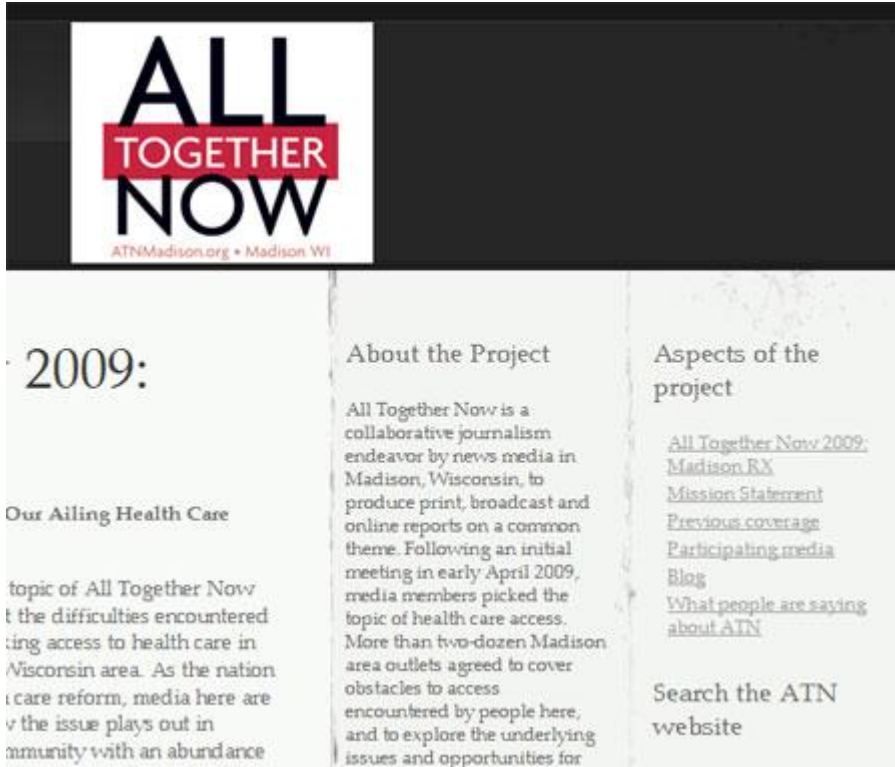 ALL
TOGETHER
NOW
ATNMadison.org • Madison WI
2009:
Our Ailing Health Care
topic of All Together Now
t the difficulties encountered
king access to health care in
Wisconsin area. As the nation
care reform, media here are
the issue plays out in
mmunity with an abundance
About the Project
All Together Now is a
collaborative journalism
endeavor by news media in
Madison, Wisconsin, to
produce print, broadcast and
online reports on a common
theme. Following an initial
meeting in early April 2009,
media members picked the
topic of health care access.
More than two-dozen Madison
area outlets agreed to cover
obstacles to access
encountered by people here,
and to explore the underlying
issues and opportunities for
Aspects of the
project
All Together Now 2009:
Madison RX
Mission Statement
Previous coverage
Participating media
Blog
What people are saying
about ATN
Search the ATN
website